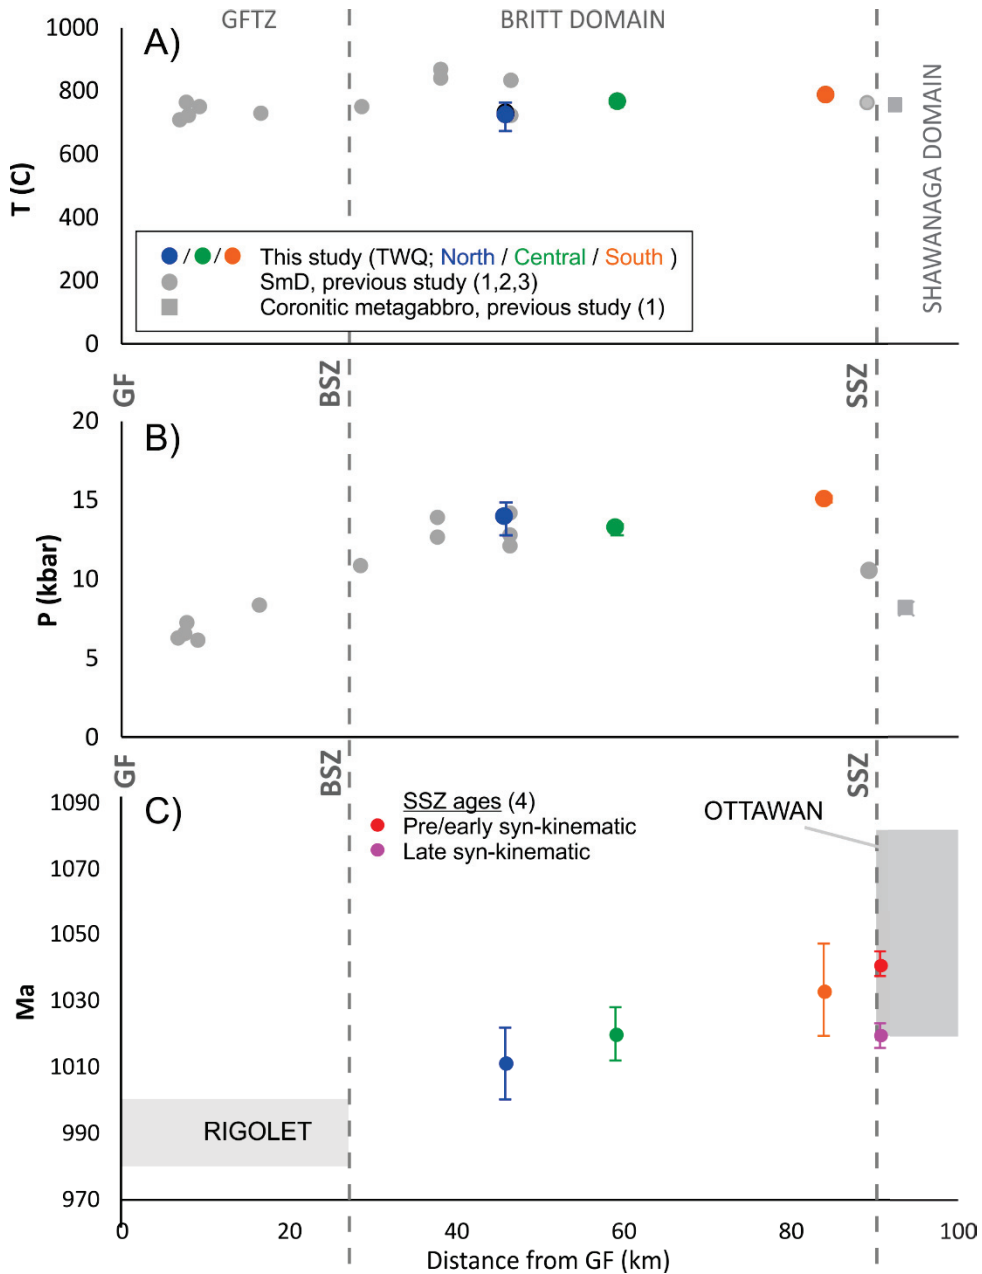 GFTZ
BRITT DOMAIN
A)
1000
800
600
400
200
0
T (C)
SHAWANAGA DOMAIN
/ / This study (TWQ; North / Central / South )
SmD, previous study (1,2,3)
Coronitic metagabbro, previous study (1)
GF
BSZ
SSZ
B)
20
15
10
5
0
P (kbar)
GF
BSZ
SSZ
C)
1090
1070
1050
1030
1010
990
970
Ma
SSZ ages (4)
Pre/early syn-kinematic
Late syn-kinematic
OTTAWAN
RIGOLET
0 20 40 60 80 100
Distance from GF (km)